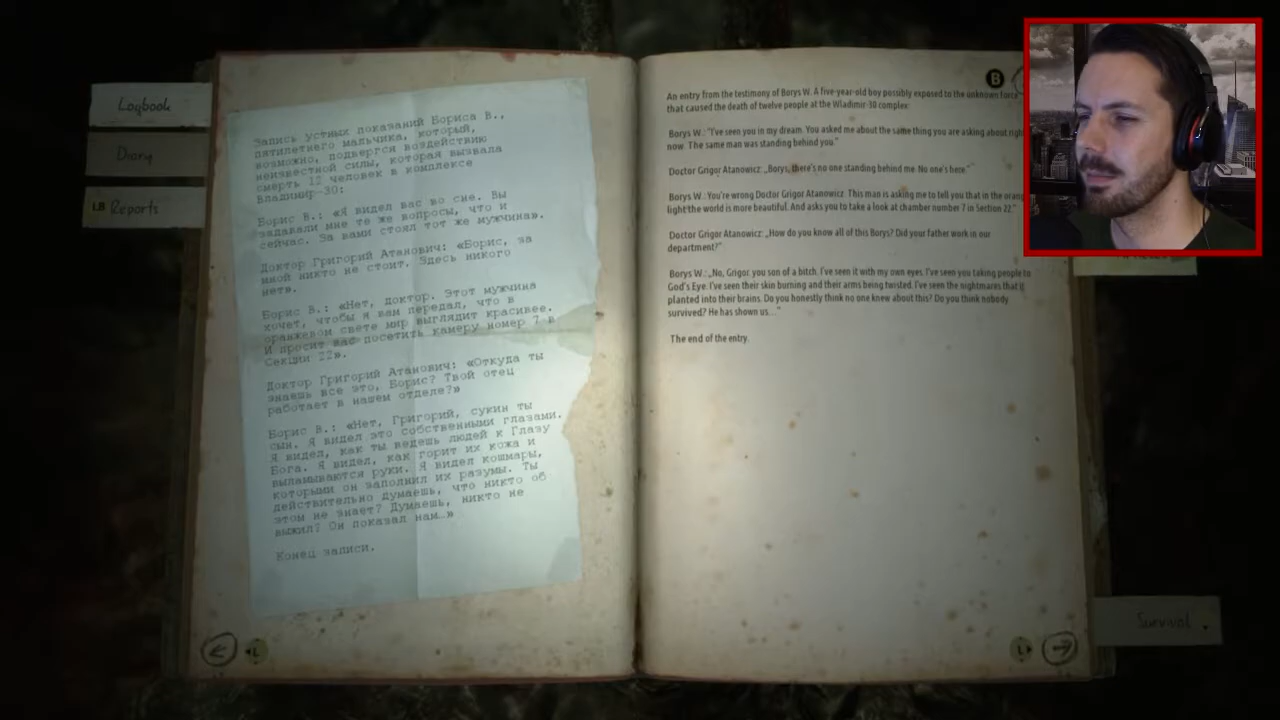 Logbook
Diary
LB Reports
Запись устных показаний Бориса В.,
пятилетнего мальчика, который,
возможно, подвергся воздействию
неизвестной силы, которая вызвала
смерть 12 человек в комплексе
Владимир-30:
Борис В.: «Я видел вас во сне. Вы
задавали мне те же вопросы, что и
сейчас. За вами стоял тот же мужчина».
Доктор Григорий Атанович: «Борис, за
мной никто не стоит. Здесь никого
нет».
Борис В.: «Нет, доктор. Этот мужчина
хочет, чтобы я вам передал, что в
оранжевом свете мир выглядит красивее.
И просит вас посетить камеру номер 7 в
Секции 22».
Доктор Григорий Атанович: «Откуда ты
знаешь все это, Борис? Твой отец
работает в нашем отделе?»
Борис В.: «Нет, Григорий, сукин ты
сын. Я видел это собственными глазами.
Я видел, как ты ведешь людей к Глазу
Бога. Я видел, как горит их кожа и
выламываются руки. Я видел кошмары,
которыми он заполнил их разумы. Ты
действительно думаешь, что никто об
этом не знает? Думаешь, никто не
выжил? Он показал нам…»
Конец записи.
L
B
An entry from the testimony of Borys W. A five-year-old boy possibly exposed to the unknown force
that caused the death of twelve people at the Wladimir-30 complex:
Borys W.: "I've seen you in my dream. You asked me about the same thing you are asking about right
now. The same man was standing behind you."
Doctor Grigor Atanowicz: „Borys, there's no one standing behind me. No one's here."
Borys W.: You're wrong Doctor Grigor Atanowicz. This man is asking me to tell you that in the orang
light the world is more beautiful. And asks you to take a look at chamber number 7 in Section 22"
Doctor Grigor Atanowicz: „How do you know all of this Borys? Did your father work in our
department?"
Borys W.: „No, Grigor, you son of a bitch. I've seen it with my own eyes. I've seen you taking people to
God's Eye. I've seen their skin burning and their arms being twisted. I've seen the nightmares that it
planted into their brains. Do you honestly think no one knew about this? Do you think nobody
survived? He has shown us..."
The end of the entry.
L
Survival